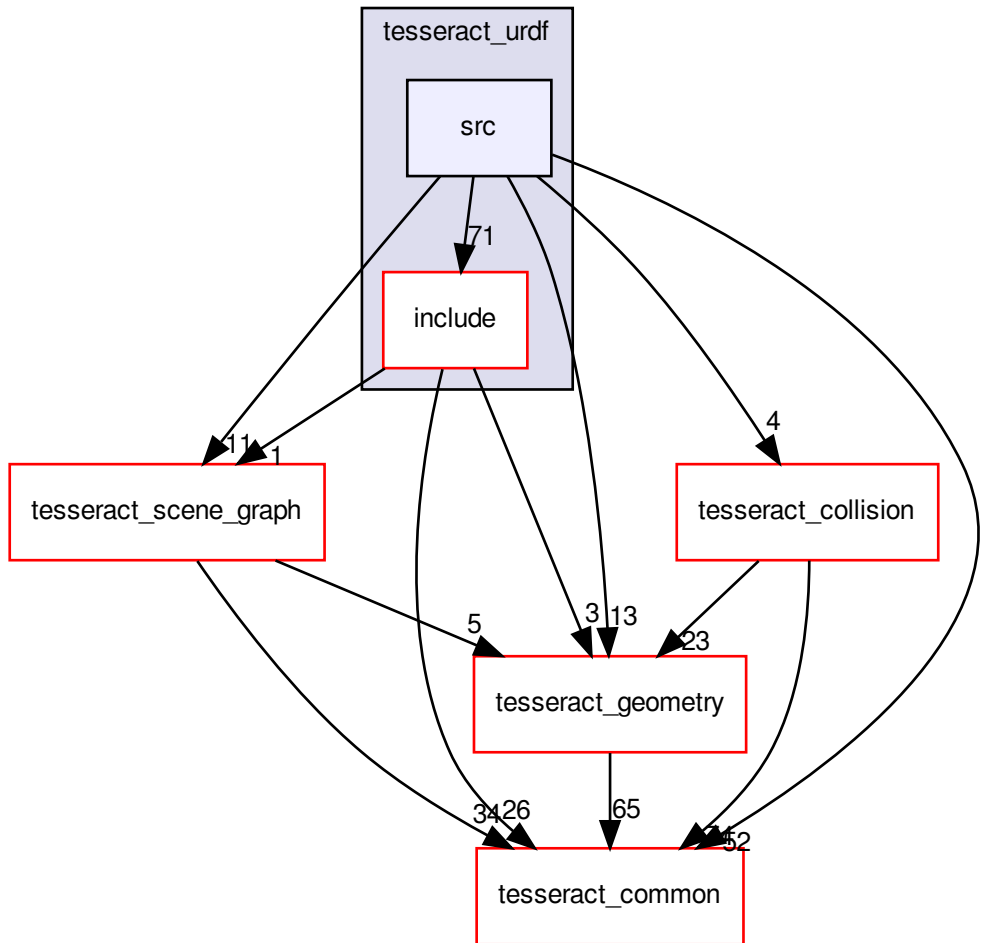 tesseract_urdf
src
71
include
4
11
1
tesseract_scene_graph
tesseract_collision
5
3
13
23
tesseract_geometry
34
26
65
52
tesseract_common